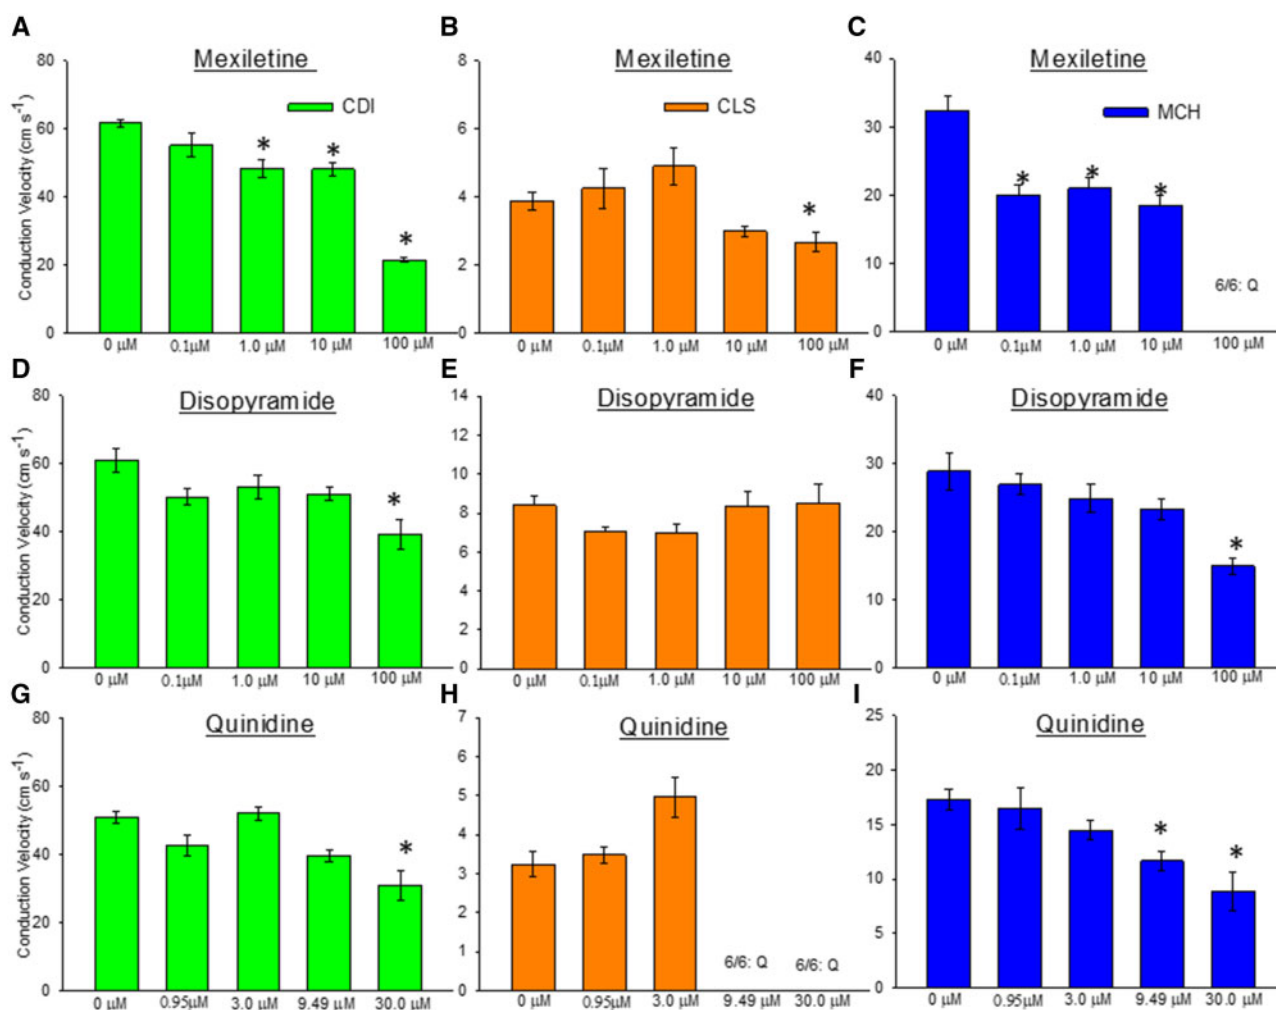 A
Mexiletine
CDI
Conduction Velocity (cm s-1)
80
60
40
20
0
*
*
*
0 μM
0.1μM
1.0 μM
10 μM
100 μM
B
Mexiletine
CLS
8
6
4
2
0
*
0 μM
0.1μM
1.0 μM
10 μM
100 μM
C
Mexiletine
MCH
40
30
20
10
0
*
*
*
6/6: Q
0 μM
0.1μM
1.0 μM
10 μM
100 μM
D
Disopyramide
Conduction Velocity (cm s-1)
80
60
40
20
0
*
0 μM
0.1μM
1.0 μM
10 μM
100 μM
E
Disopyramide
14
12
10
8
6
4
2
0
0 μM
0.1μM
1.0 μM
10 μM
100 μM
F
Disopyramide
40
30
20
10
0
*
0 μM
0.1μM
1.0 μM
10 μM
100 μM
G
Quinidine
Conduction Velocity (cm s-1)
80
60
40
20
0
*
0 μM
0.95μM
3.0 μM
9.49 μM
30.0 μM
H
Quinidine
7
6
5
4
3
2
1
0
6/6: Q
6/6: Q
0 μM
0.95μM
3.0 μM
9.49 μM
30.0 μM
I
Quinidine
25
20
15
10
5
0
*
*
0 μM
0.95μM
3.0 μM
9.49 μM
30.0 μM